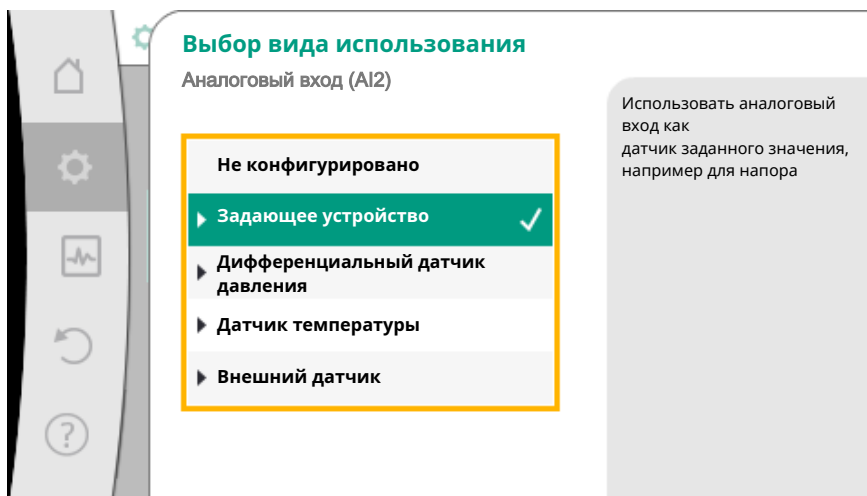 Выбор вида использования
Аналоговый вход (AI2)
Не конфигурировано
Задающее устройство
Дифференциальный датчик
давления
Датчик температуры
Внешний датчик
Использовать аналоговый
вход как
датчик заданного значения,
например для напора
?